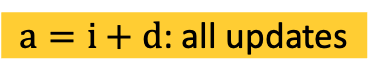 a = i + d: all updates